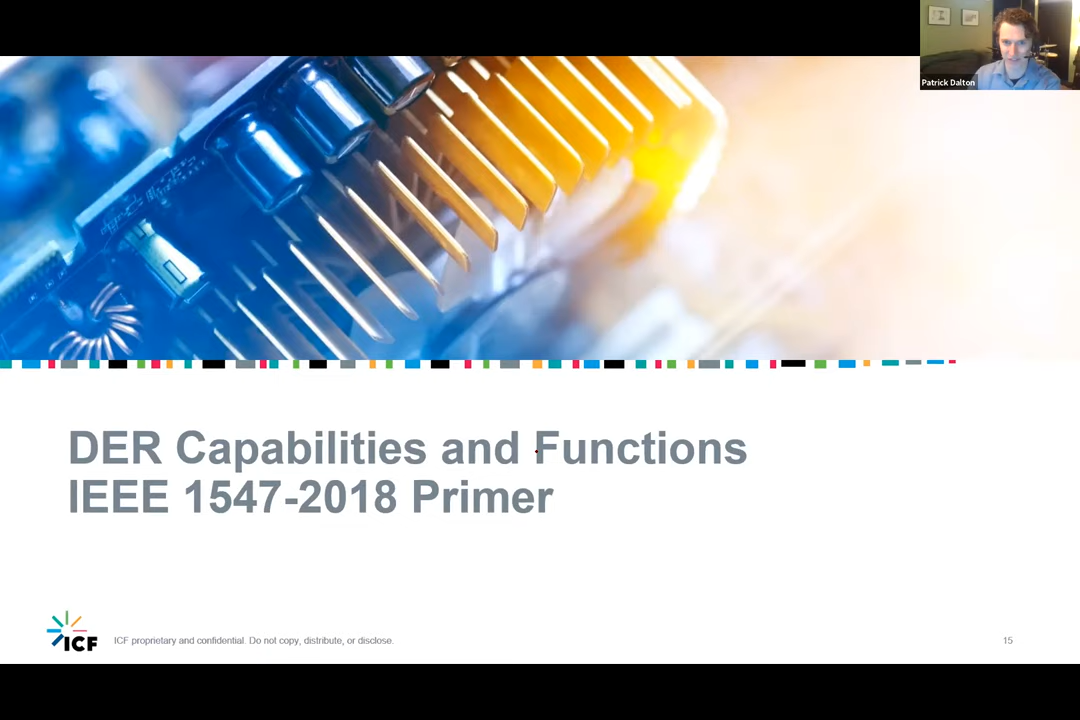 Patrick Dalton
DER Capabilities and Functions
IEEE 1547-2018 Primer
ICF
ICF proprietary and confidential. Do not copy, distribute, or disclose.
15